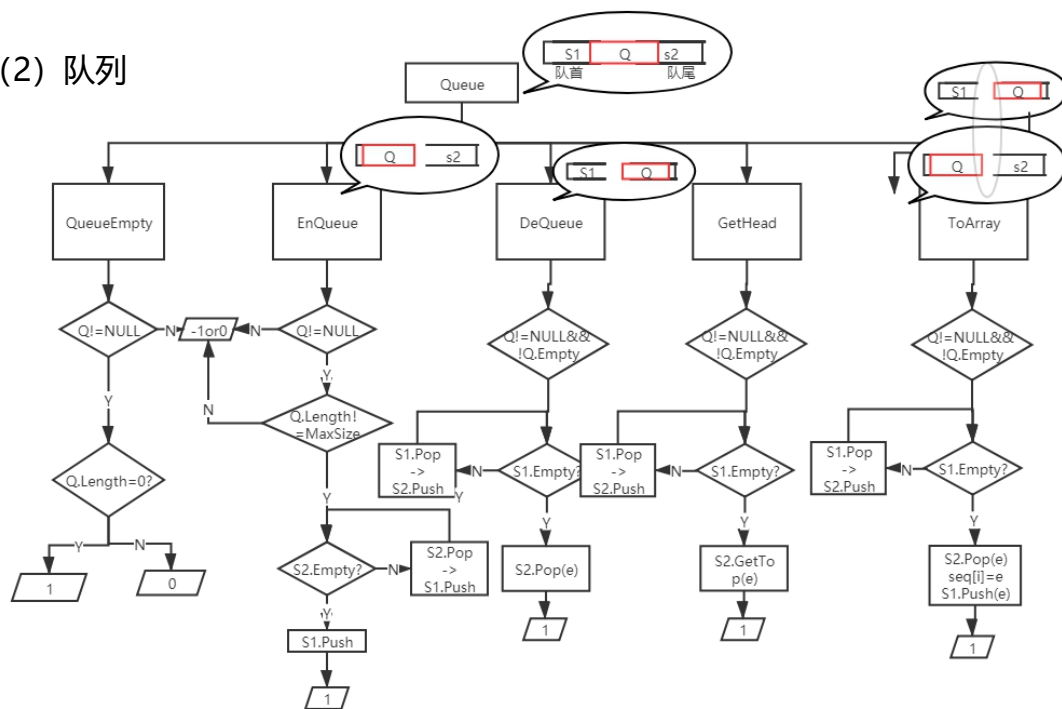 (2) 队列
S1 Q s2
队首 队尾
Queue
S1 Q
Q s2
Q s2
S1 Q
QueueEmpty
EnQueue
DeQueue
GetHead
ToArray
Q!=NULL
N
-1or0
N
Q!=NULL
Q!=NULL&&
!Q.Empty
Q!=NULL&&
!Q.Empty
Q!=NULL&&
!Q.Empty
Y
Y
N
Q.Length!
=MaxSize
Q.Length=0?
Y
S1.Pop
->
S2.Push
Y
N
S1.Empty?
S1.Pop
->
S2.Push
N
S1.Empty?
S1.Pop
->
S2.Push
N
S1.Empty?
Y
Y
Y
Y
N
1
0
S2.Empty?
N
S2.Pop
->
S1.Push
S2.Pop(e)
S2.GetTo
p(e)
S2.Pop(e)
seq[i]=e
S1.Push(e)
Y
S1.Push
1
1
1
1